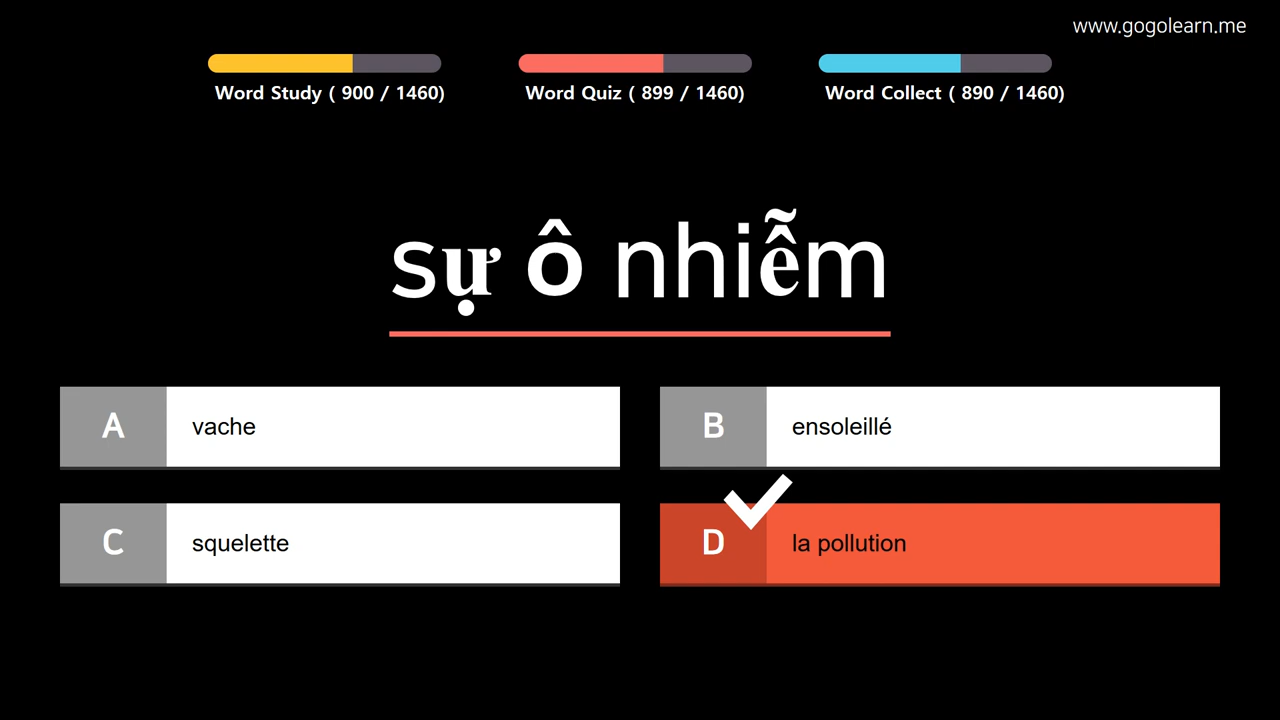 www.gogolearn.me
Word Study ( 900 / 1460)
Word Quiz ( 899 / 1460)
Word Collect ( 890 / 1460)
sự ô nhiễm
A vache
B ensoleillé
C squelette
D la pollution